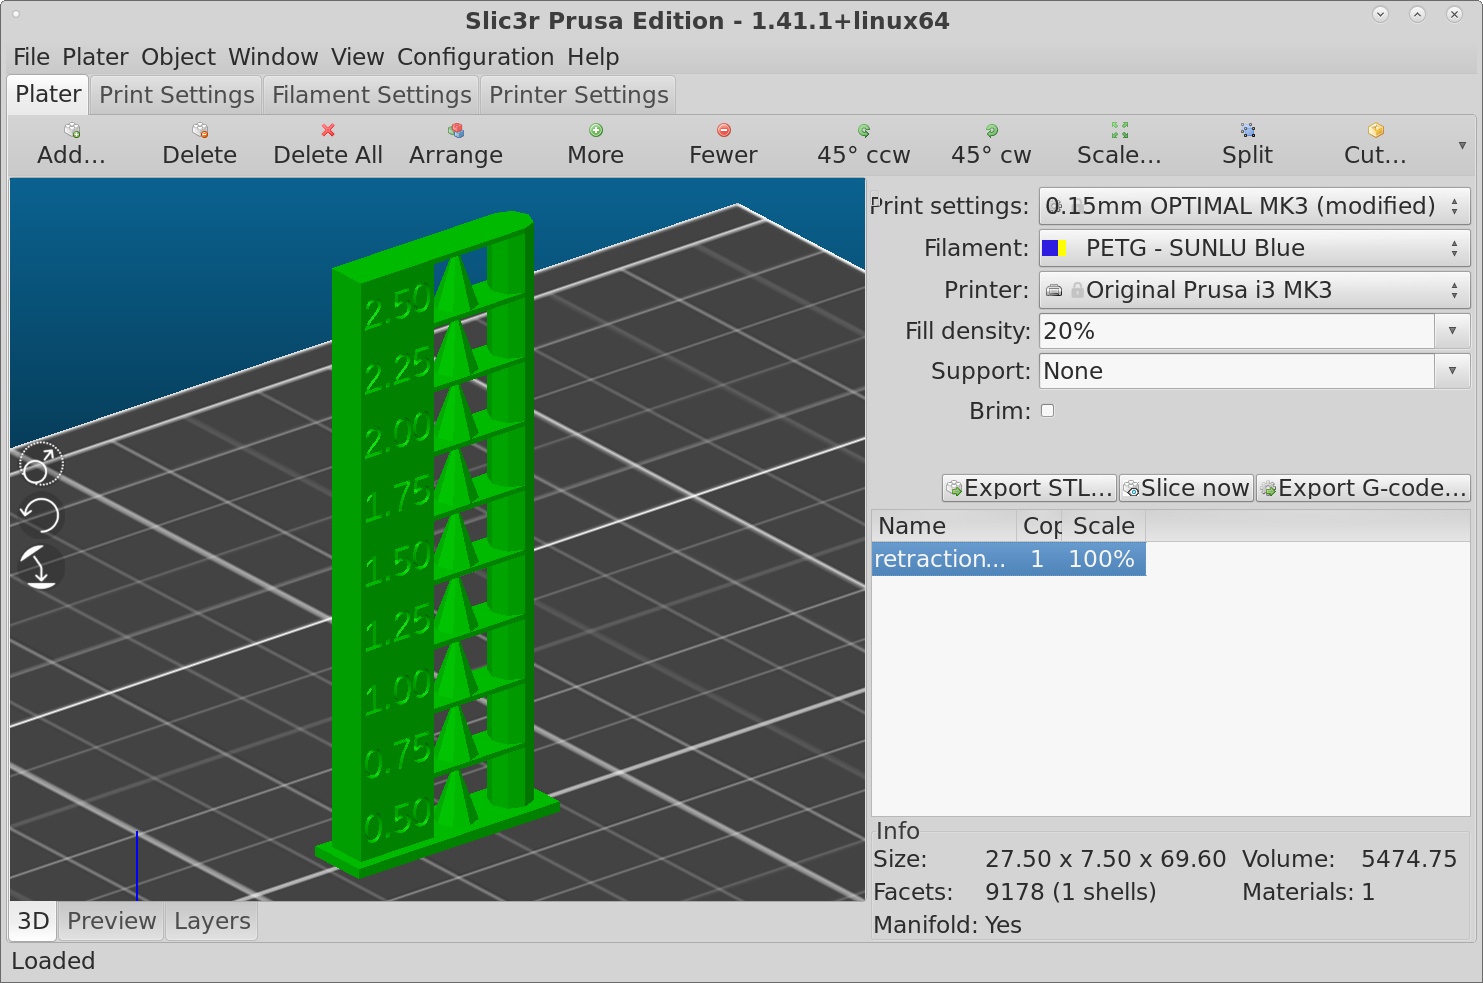 Slic3r Prusa Edition - 1.41.1+linux64
File Plater Object Window View Configuration Help
Plater Print Settings Filament Settings Printer Settings
Add... Delete Delete All Arrange More Fewer 45° ccw 45° cw Scale... Split Cut...
Print settings: 0.15mm OPTIMAL MK3 (modified)
Filament: PETG - SUNLU Blue
Printer: Original Prusa i3 MK3
Fill density: 20%
Support: None
Brim:
Export STL... Slice now Export G-code...
Name Cop Scale
retraction... 1 100%
2.50
2.25
2.00
1.75
1.50
1.25
1.00
0.75
0.50
Info
Size: 27.50 x 7.50 x 69.60 Volume: 5474.75
Facets: 9178 (1 shells) Materials: 1
Manifold: Yes
3D Preview Layers
Loaded